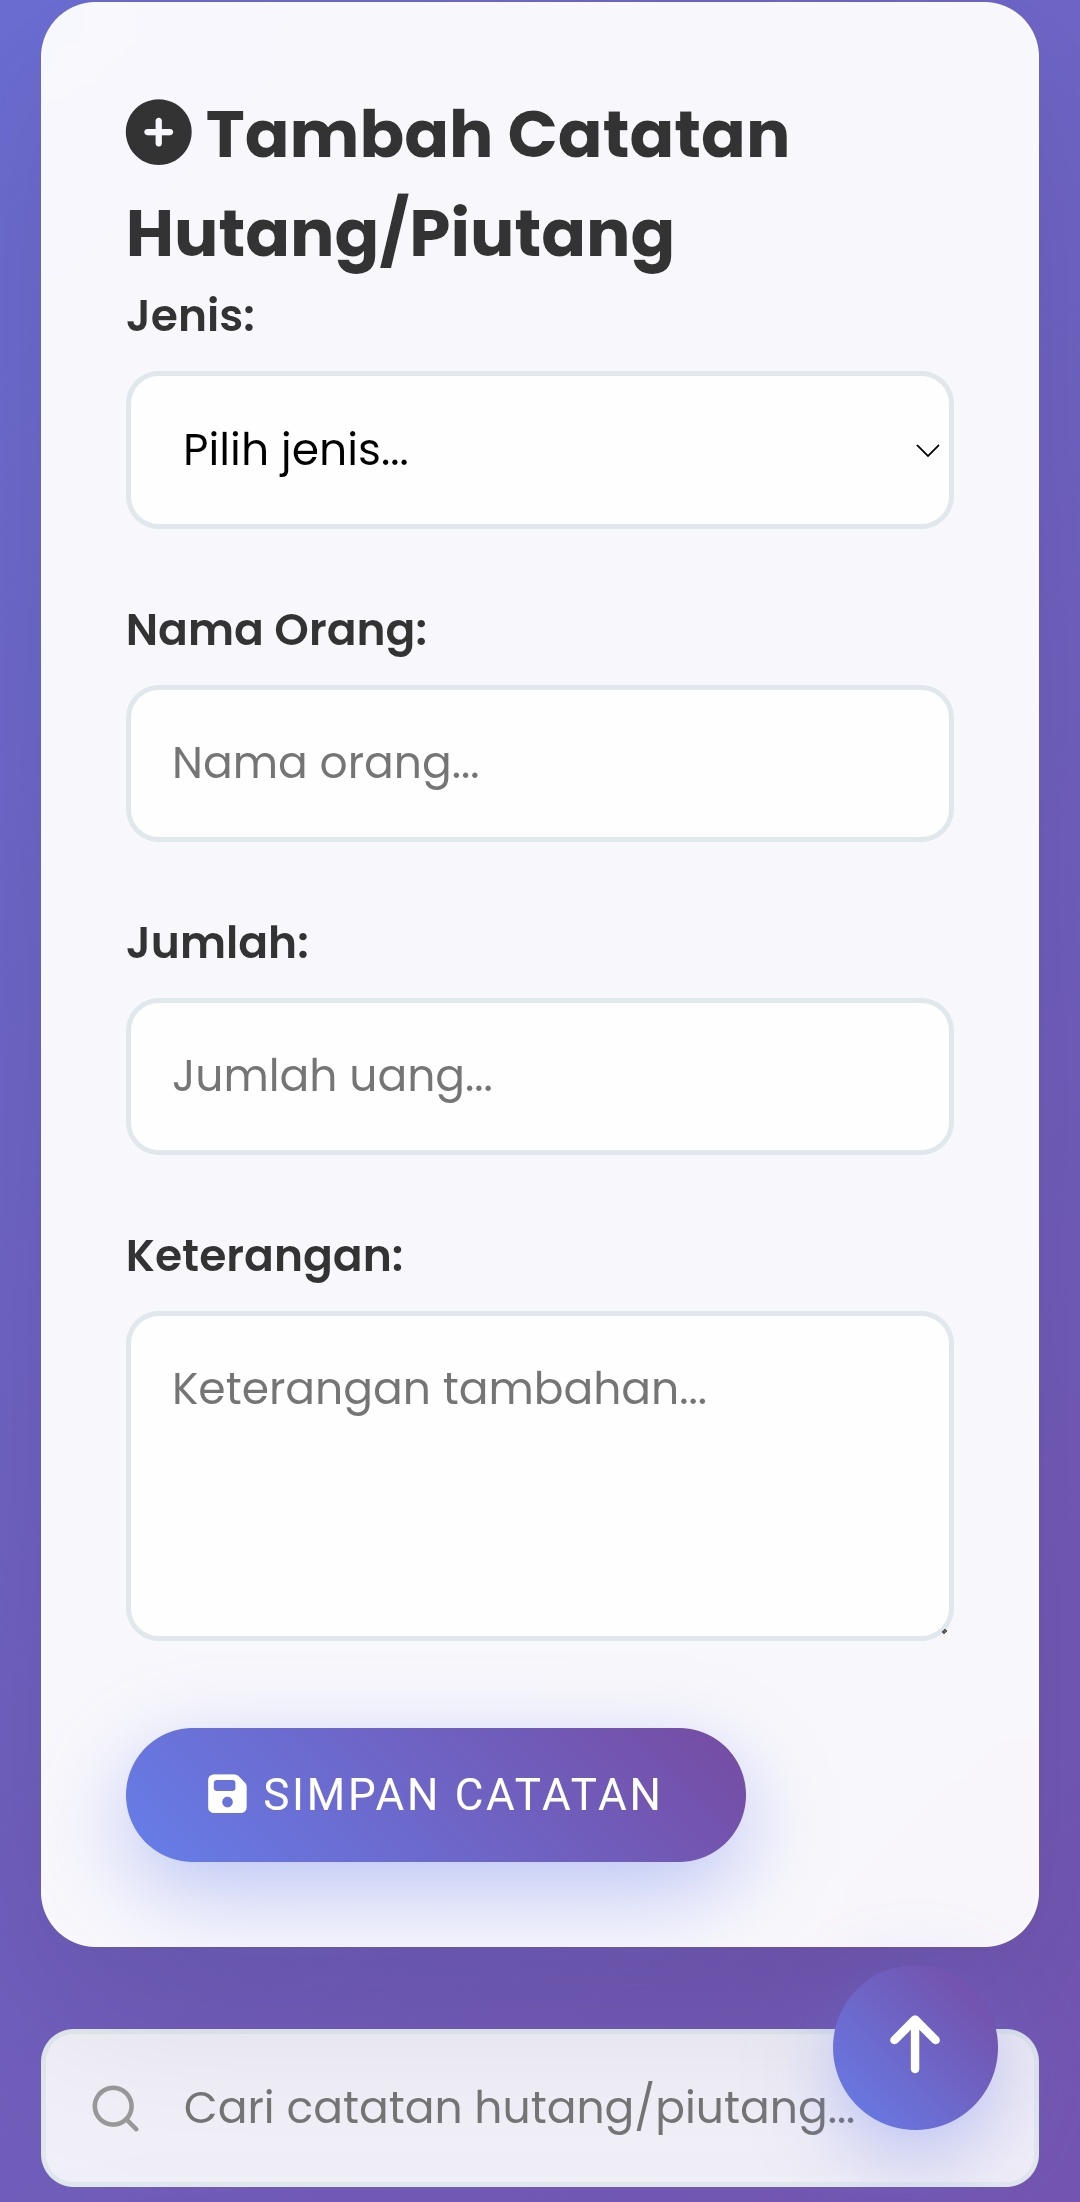 Tambah Catatan
Hutang/Piutang
Jenis:
Pilih jenis...
Nama Orang:
Nama orang...
Jumlah:
Jumlah uang...
Keterangan:
Keterangan tambahan...
SIMPAN CATATAN
Cari catatan hutang/piutang...